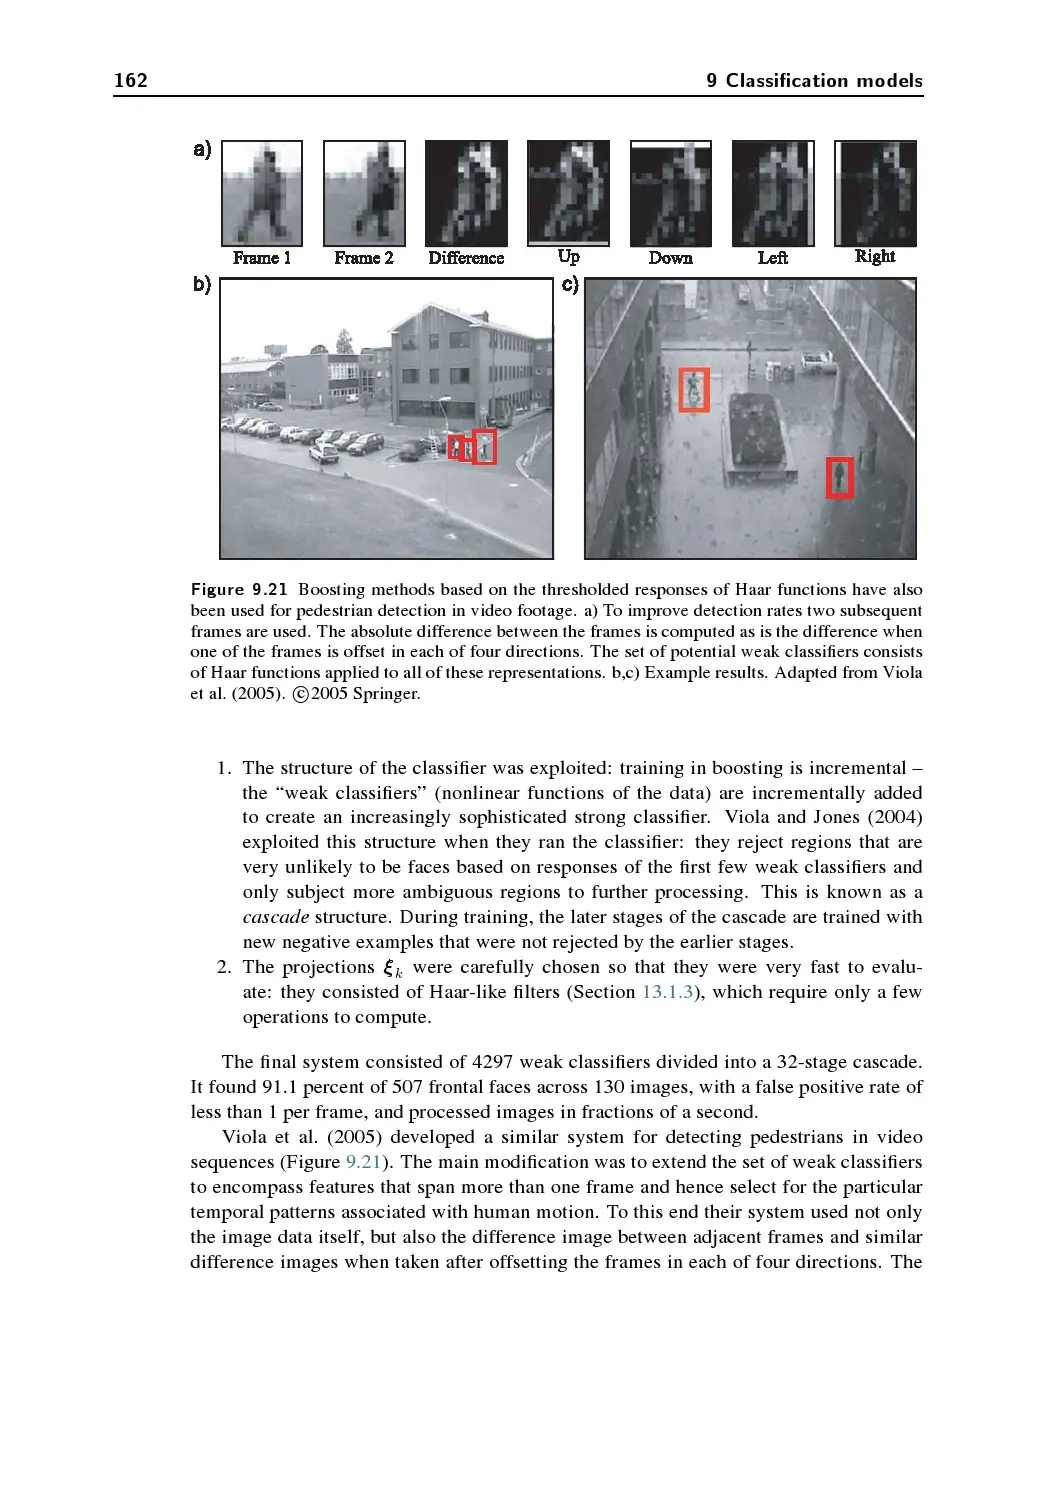 162
9 Classification models
a)
Frame 1
Frame 2
Difference
Up
Down
Left
Right
b)
c)
Figure 9.21 Boosting methods based on the thresholded responses of Haar functions have also
been used for pedestrian detection in video footage. a) To improve detection rates two subsequent
frames are used. The absolute difference between the frames is computed as is the difference when
one of the frames is offset in each of four directions. The set of potential weak classifiers consists
of Haar functions applied to all of these representations. b,c) Example results. Adapted from Viola
et al. (2005). ©2005 Springer.
1. The structure of the classifier was exploited: training in boosting is incremental –
the “weak classifiers” (nonlinear functions of the data) are incrementally added
to create an increasingly sophisticated strong classifier. Viola and Jones (2004)
exploited this structure when they ran the classifier: they reject regions that are
very unlikely to be faces based on responses of the first few weak classifiers and
only subject more ambiguous regions to further processing. This is known as a
cascade structure. During training, the later stages of the cascade are trained with
new negative examples that were not rejected by the earlier stages.
2. The projections ξk were carefully chosen so that they were very fast to evalu-
ate: they consisted of Haar-like filters (Section 13.1.3), which require only a few
operations to compute.
The final system consisted of 4297 weak classifiers divided into a 32-stage cascade.
It found 91.1 percent of 507 frontal faces across 130 images, with a false positive rate of
less than 1 per frame, and processed images in fractions of a second.
Viola et al. (2005) developed a similar system for detecting pedestrians in video
sequences (Figure 9.21). The main modification was to extend the set of weak classifiers
to encompass features that span more than one frame and hence select for the particular
temporal patterns associated with human motion. To this end their system used not only
the image data itself, but also the difference image between adjacent frames and similar
difference images when taken after offsetting the frames in each of four directions. The